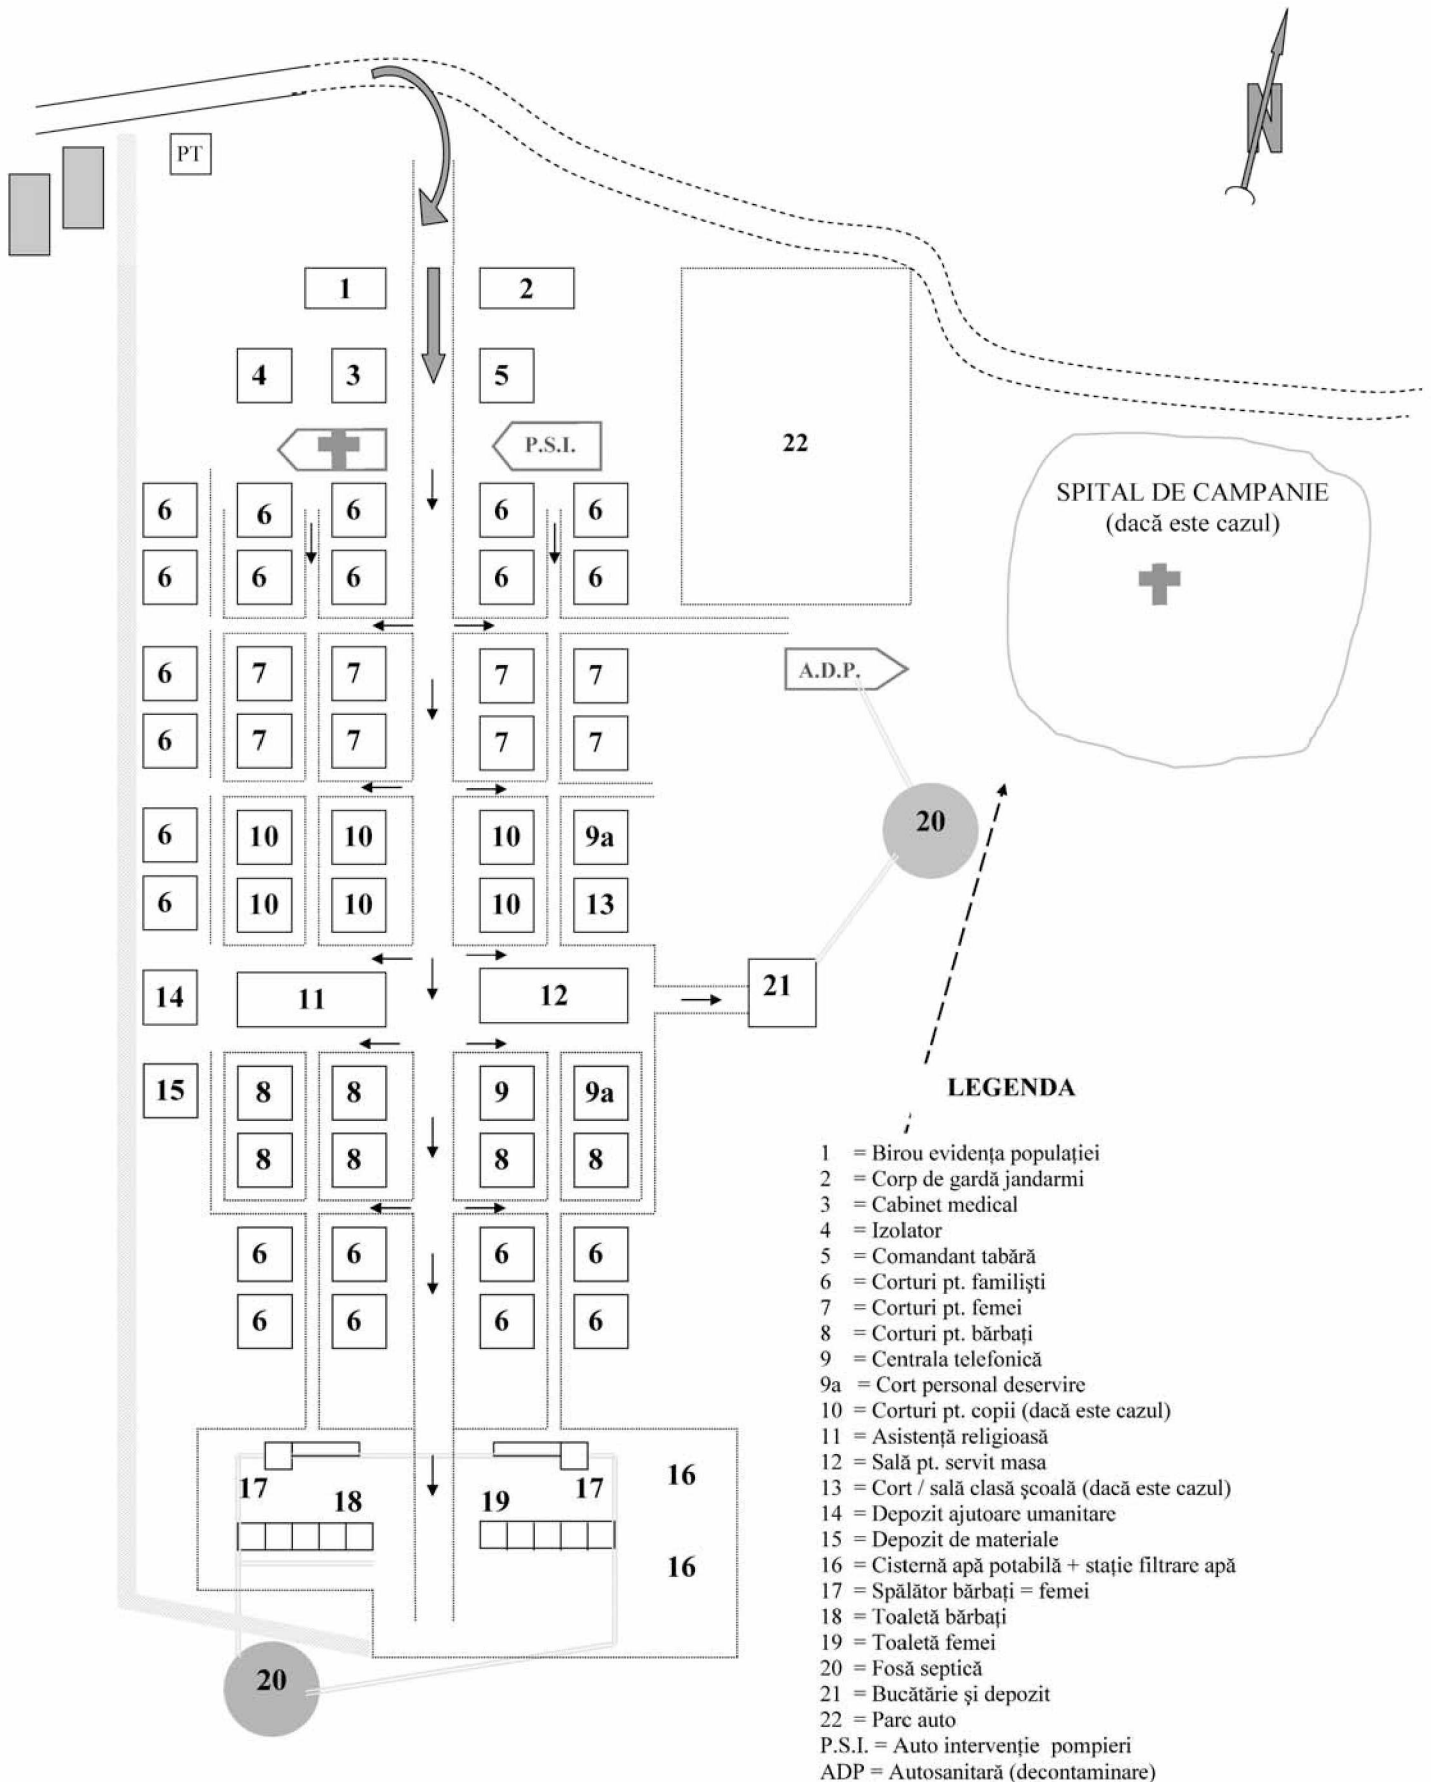 N
PT
1 2
4 3 5
P.S.I.
22
SPITAL DE CAMPANIE
(dacă este cazul)
6 6 6 6 6
6 6 6 6 6
6 7 7 7 7
A.D.P.
6 7 7 7 7
6 10 10 10 9a
20
6 10 10 10 13
14 11 12 21
15 8 8 9 9a
8 8 8 8
6 6 6 6
6 6 6 6
17 18 19 17 16
16
20
LEGENDA
1 = Birou evidența populației
2 = Corp de gardă jandarmi
3 = Cabinet medical
4 = Izolator
5 = Comandant tabără
6 = Corturi pt. familişti
7 = Corturi pt. femei
8 = Corturi pt. bărbați
9 = Centrala telefonică
9a = Cort personal deservire
10 = Corturi pt. copii (dacă este cazul)
11 = Asistență religioasă
12 = Sală pt. servit masa
13 = Cort / sală clasă şcoală (dacă este cazul)
14 = Depozit ajutoare umanitare
15 = Depozit de materiale
16 = Cisternă apă potabilă + stație filtrare apă
17 = Spălător bărbați = femei
18 = Toaletă bărbați
19 = Toaletă femei
20 = Fosă septică
21 = Bucătărie şi depozit
22 = Parc auto
P.S.I. = Auto intervenție pompieri
ADP = Autosanitară (decontaminare)